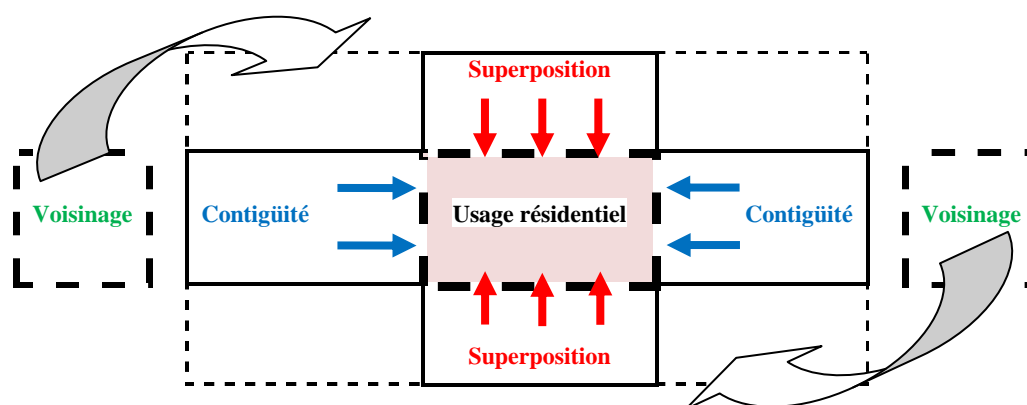 Superposition
Voisinage
Contigüité
Usage résidentiel
Contigüité
Voisinage
Superposition